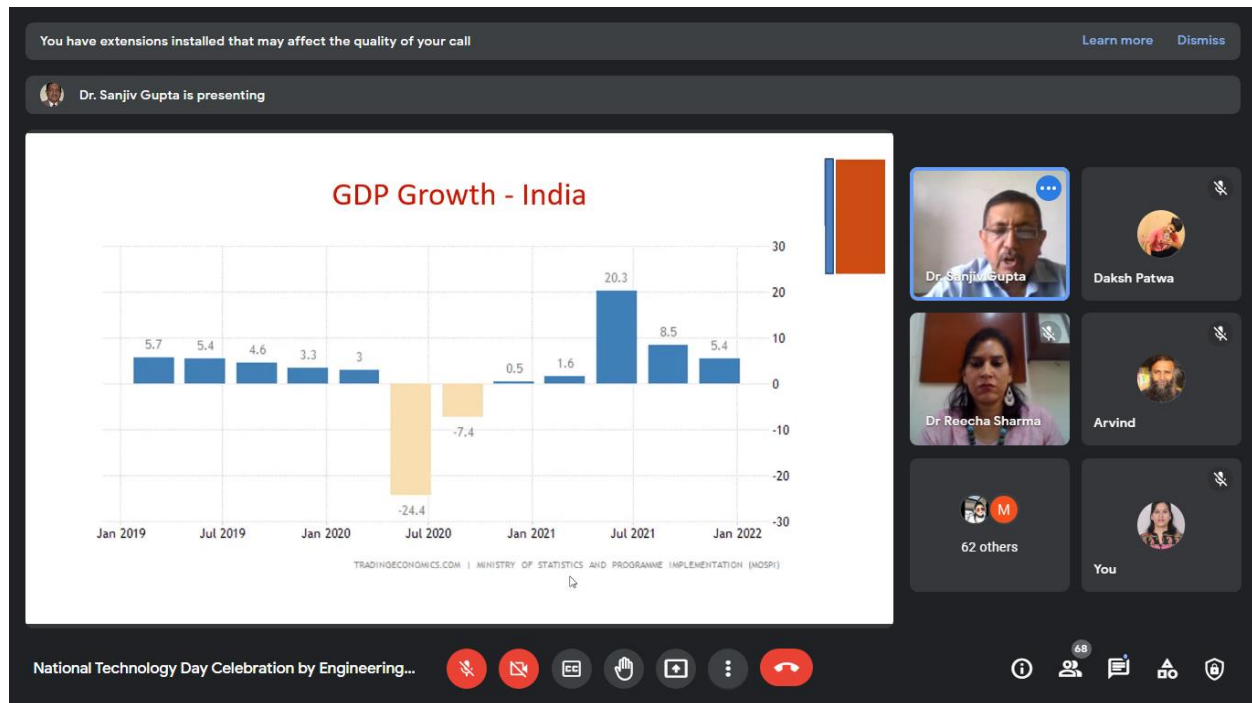 You have extensions installed that may affect the quality of your call
Learn more Dismiss
Dr. Sanjiv Gupta is presenting
GDP Growth - India
30
20
10
0
-10
-20
-30
5.7
5.4
4.6
3.3
3
-24.4
-7.4
0.5
1.6
20.3
8.5
5.4
Jan 2019 Jul 2019 Jan 2020 Jul 2020 Jan 2021 Jul 2021 Jan 2022
TRADINGECONOMICS.COM | MINISTRY OF STATISTICS AND PROGRAMME IMPLEMENTATION (MOSPI)
Dr. Sanjiv Gupta
Daksh Patwa
Dr Reecha Sharma
Arvind
M
62 others
You
National Technology Day Celebration by Engineering...
CC
68